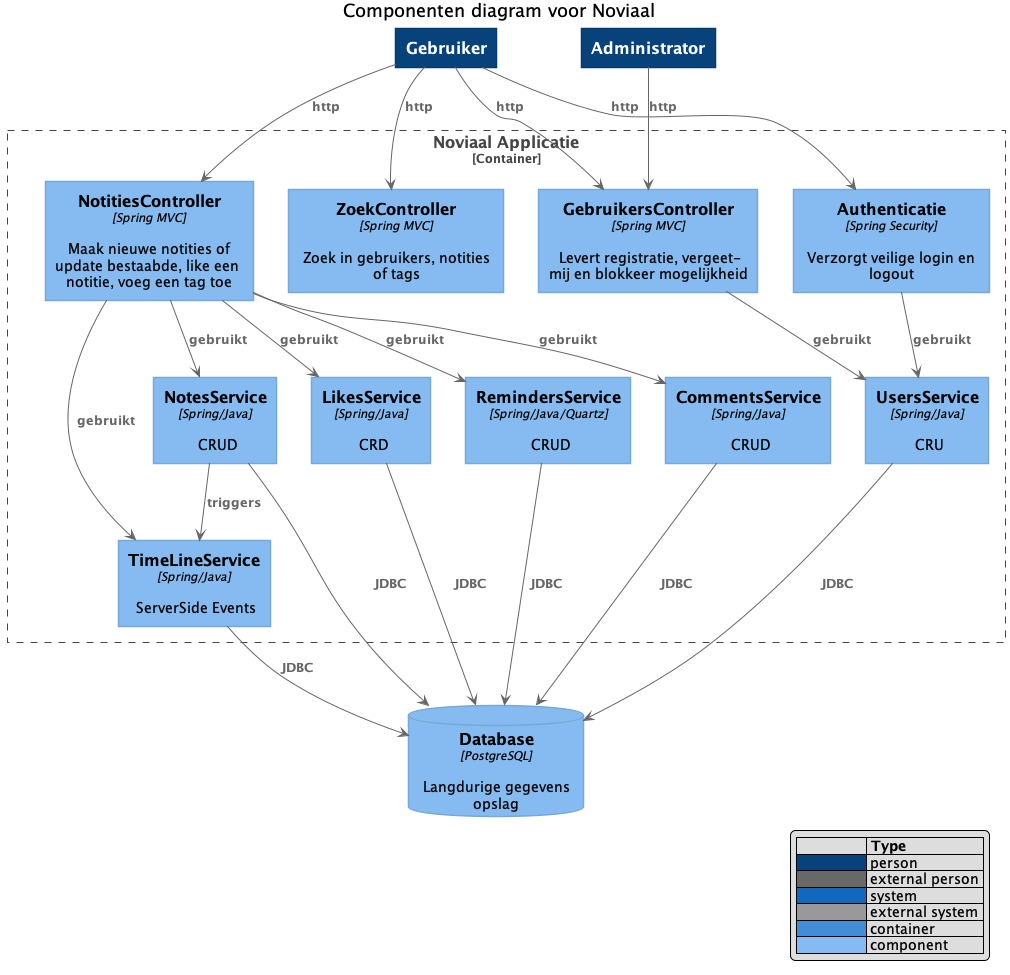 Componenten diagram voor Noviaal
Gebruiker
Administrator
http
http
http
http
http
Noviaal Applicatie
[Container]
NotitiesController
[Spring MVC]
Maak nieuwe notities of
update bestaabde, like een
notitie, voeg een tag toe
ZoekController
[Spring MVC]
Zoek in gebruikers, notities
of tags
GebruikersController
[Spring MVC]
Levert registratie, vergeet-
mij en blokkeer mogelijkheid
Authenticatie
[Spring Security]
Verzorgt veilige login en
logout
gebruikt
gebruikt
gebruikt
gebruikt
gebruikt
gebruikt
gebruikt
NotesService
[Spring/Java]
CRUD
LikesService
[Spring/Java]
CRD
RemindersService
[Spring/Java/Quartz]
CRUD
CommentsService
[Spring/Java]
CRUD
UsersService
[Spring/Java]
CRU
triggers
TimeLineService
[Spring/Java]
ServerSide Events
JDBC
JDBC
JDBC
JDBC
JDBC
JDBC
Database
[PostgreSQL]
Langdurige gegevens
opslag
Type
person
external person
system
external system
container
component